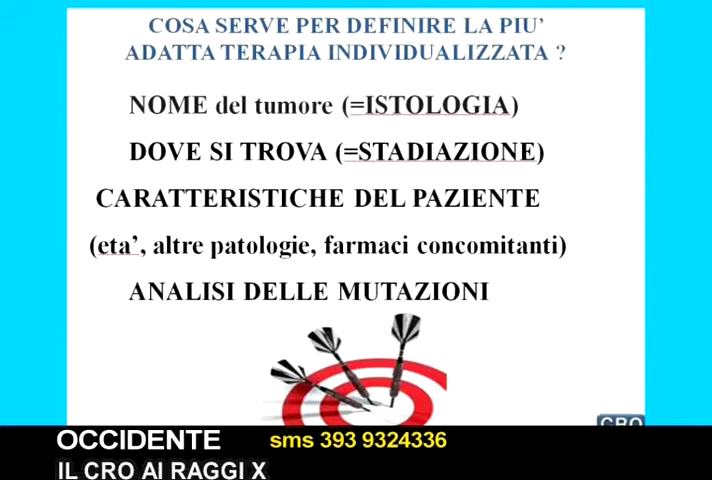 COSA SERVE PER DEFINIRE LA PIU’
ADATTA TERAPIA INDIVIDUALIZZATA ?
NOME del tumore (=ISTOLOGIA)
DOVE SI TROVA (=STADIAZIONE)
CARATTERISTICHE DEL PAZIENTE
(eta’, altre patologie, farmaci concomitanti)
ANALISI DELLE MUTAZIONI
CRO
OCCIDENTE sms 393 9324336
IL CRO AI RAGGI X